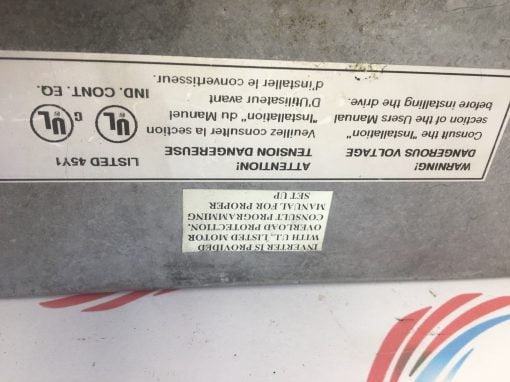 INVERTER IS PROVIDED
WITH U.L. LISTED MOTOR
OVERLOAD PROTECTION.
CONSULT PROGRAMMING
MANUAL FOR PROPER
SET UP
WARNING!
DANGEROUS VOLTAGE
Consult the "Installation"
section of the Users Manual
before installing the drive.
ATTENTION!
TENSION DANGEREUSE
Veuillez consulter la section
"Installation" du Manuel
D'Utilisateur avant
d'installer le convertisseur.
LISTED 45Y1
UL
C UL
IND. CONT. EQ.